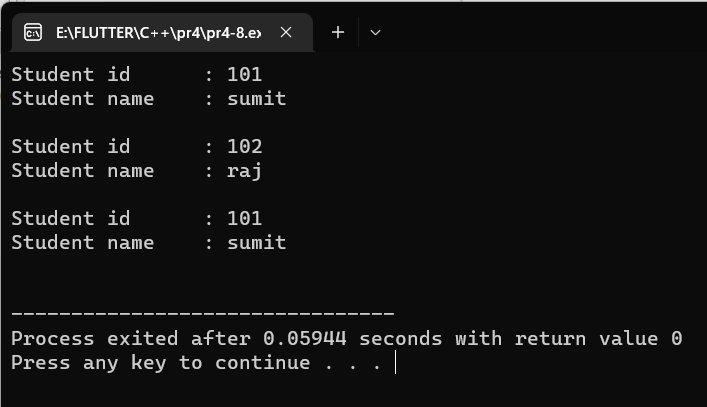 E:\FLUTTER\C++\pr4\pr4-8.ex
Student id      : 101
Student name    : sumit
Student id      : 102
Student name    : raj
Student id      : 101
Student name    : sumit
--------------------------------
Process exited after 0.05944 seconds with return value 0
Press any key to continue . . .